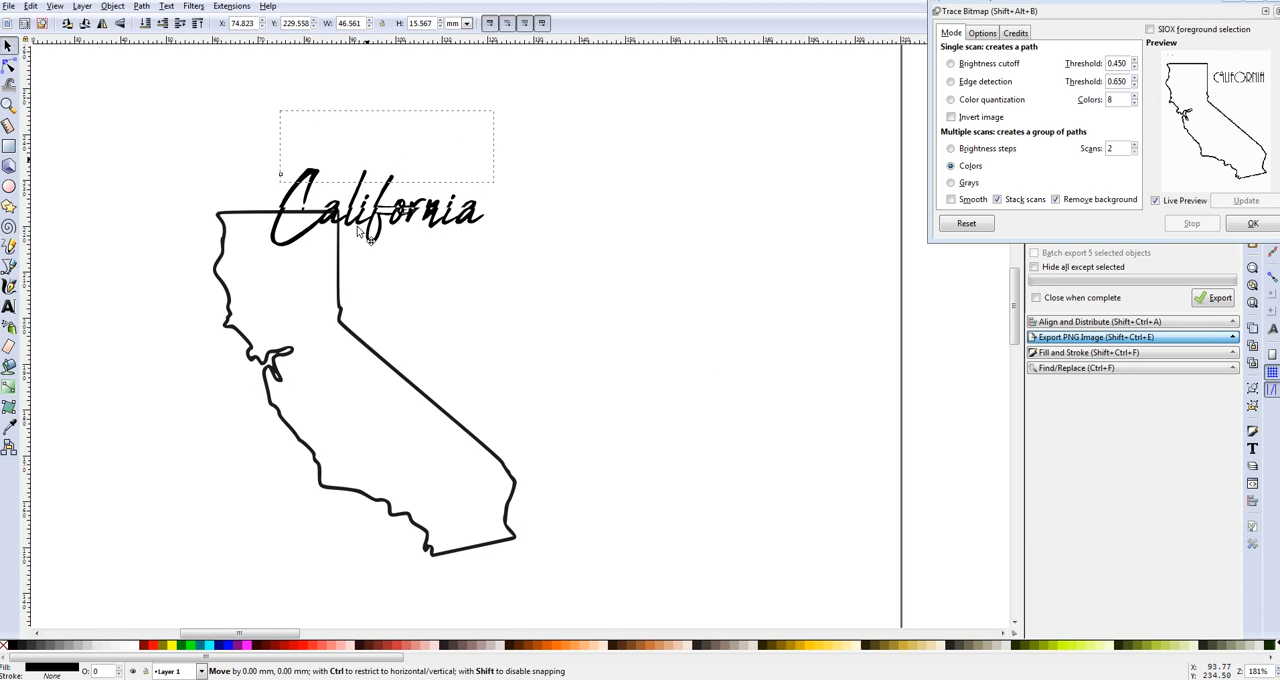 File Edit View Layer Object Path Text Filters Extensions Help
X: 74.823 Y: 229.558 W: 46.561 H: 15.567 mm
Trace Bitmap (Shift+Alt+B)
Mode Options Credits
SIOX foreground selection
Single scan: creates a path
Preview
Brightness cutoff Threshold: 0.450
Edge detection Threshold: 0.650
Color quantization Colors: 8
Invert image
Multiple scans: creates a group of paths
Brightness steps Scans: 2
Colors
Grays
Smooth Stack scans Remove background
Live Preview Update
Reset Stop OK
CALIFORNIA
California
Batch export 5 selected objects
Hide all except selected
Close when complete Export
Align and Distribute (Shift+Ctrl+A)
Export PNG Image (Shift+Ctrl+E)
Fill and Stroke (Shift+Ctrl+F)
Find/Replace (Ctrl+F)
Fill:
Stroke: None
O: 0
•Layer 1
Move by 0.00 mm, 0.00 mm; with Ctrl to restrict to horizontal/vertical; with Shift to disable snapping
X: 93.77
Y: 234.50
Z: 181%